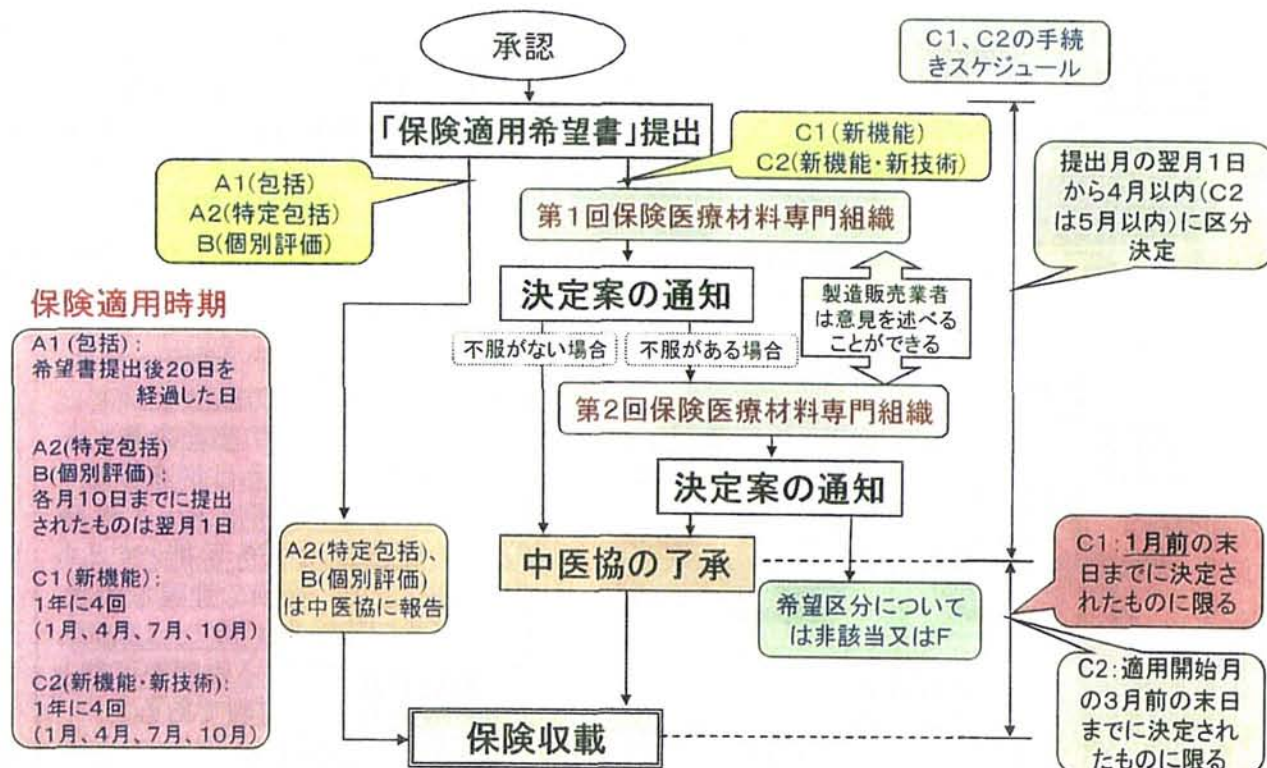 承認
C1、C2の手続
きスケジュール
「保険適用希望書」提出
C1(新機能)
C2(新機能・新技術)
A1(包括)
A2(特定包括)
B(個別評価)
提出月の翌月1日
から4月以内(C2
は5月以内)に区分
決定
第1回保険医療材料専門組織
決定案の通知
製造販売業者
は意見を述べる
ことができる
不服がない場合
不服がある場合
第2回保険医療材料専門組織
決定案の通知
保険適用時期
A1(包括):
希望書提出後20日を
経過した日
A2(特定包括)
B(個別評価):
各月10日までに提出
されたものは翌月1日
C1(新機能):
1年に4回
(1月、4月、7月、10月)
C2(新機能・新技術):
1年に4回
(1月、4月、7月、10月)
A2(特定包括)、
B(個別評価)
は中医協に報告
中医協の了承
希望区分について
は非該当又はF
C1:1月前の末
日までに決定さ
れたものに限る
C2:適用開始月
の3月前の末日
までに決定され
たものに限る
保険収載